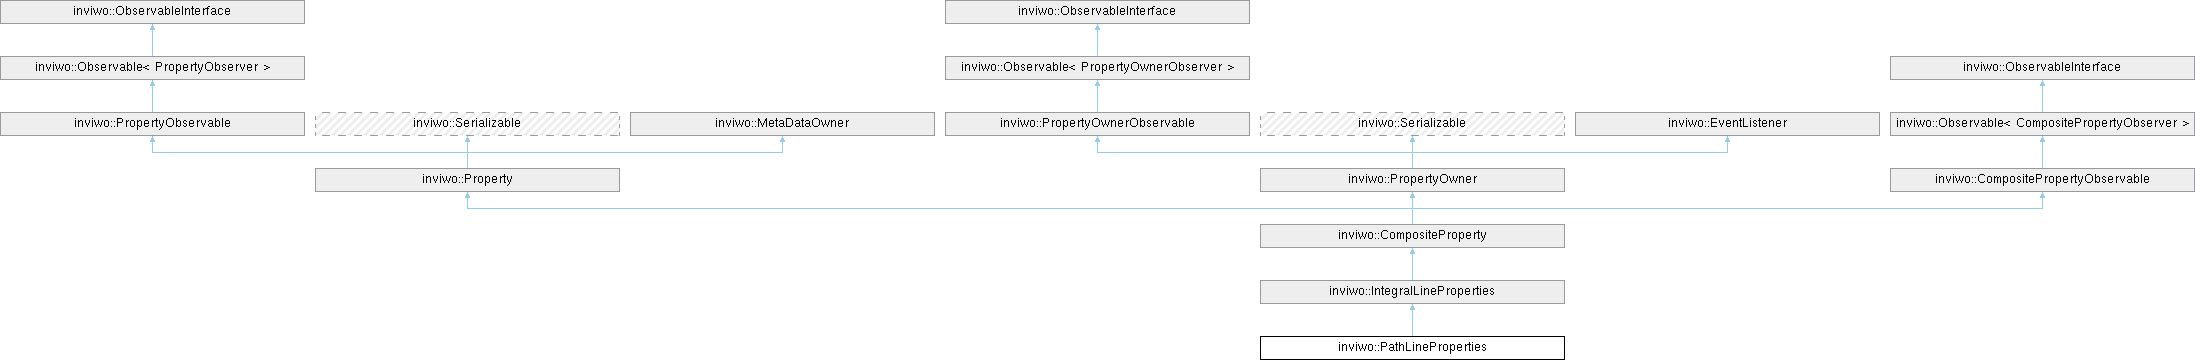 inviwo::ObservableInterface
inviwo::ObservableInterface
inviwo::Observable< PropertyObserver >
inviwo::Observable< PropertyOwnerObserver >
inviwo::ObservableInterface
inviwo::PropertyObservable
inviwo::Serializable
inviwo::MetaDataOwner
inviwo::PropertyOwnerObservable
inviwo::Serializable
inviwo::EventListener
inviwo::Observable< CompositePropertyObserver >
inviwo::Property
inviwo::PropertyOwner
inviwo::CompositePropertyObservable
inviwo::CompositeProperty
inviwo::IntegralLineProperties
inviwo::PathLineProperties